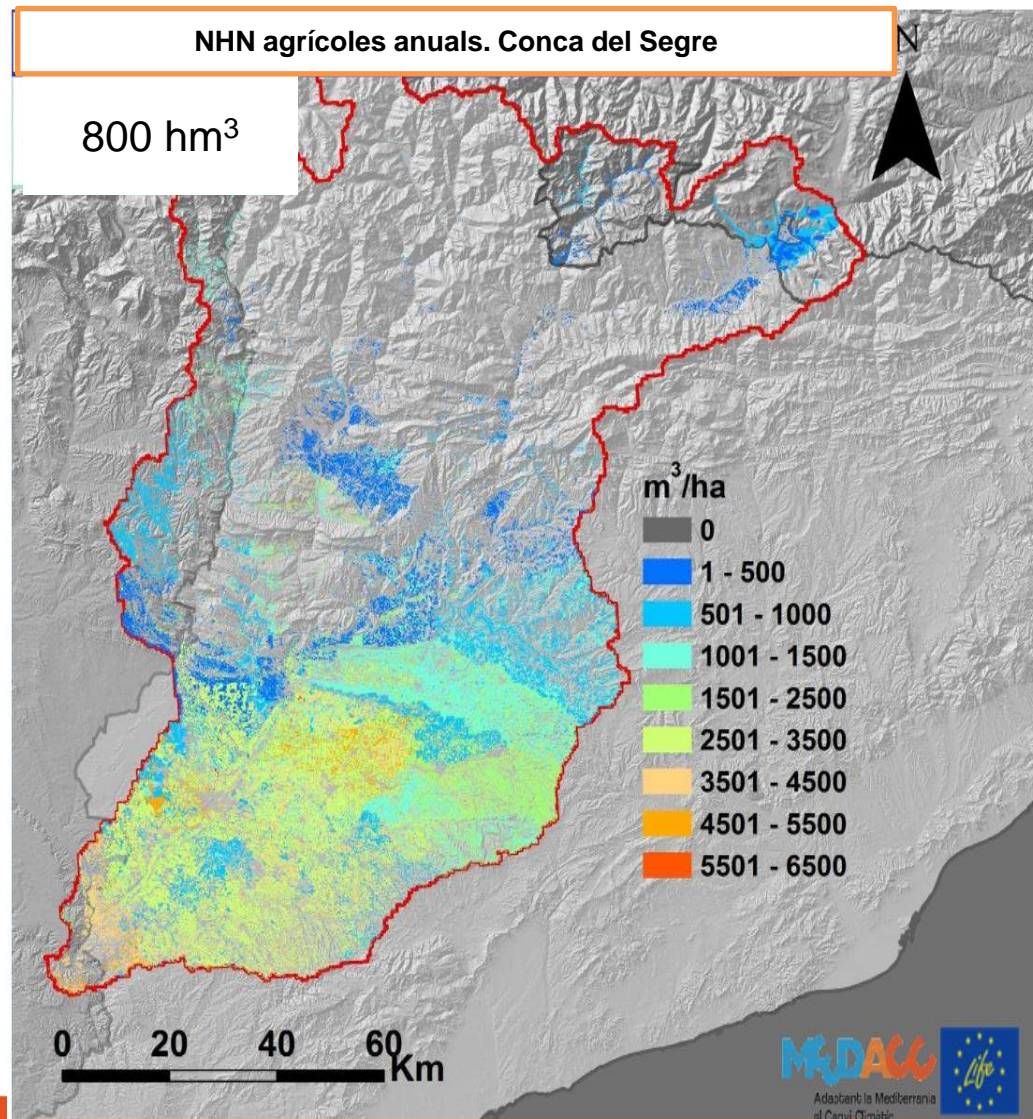 NHN agrícoles anuals. Conca del Segre
N
800 hm³
m³/ha
0
1 - 500
501 - 1000
1001 - 1500
1501 - 2500
2501 - 3500
3501 - 4500
4501 - 5500
5501 - 6500
0 20 40 60 Km
MEDACC
Adaptant la Mediterrània
al Canvi Climàtic
Life